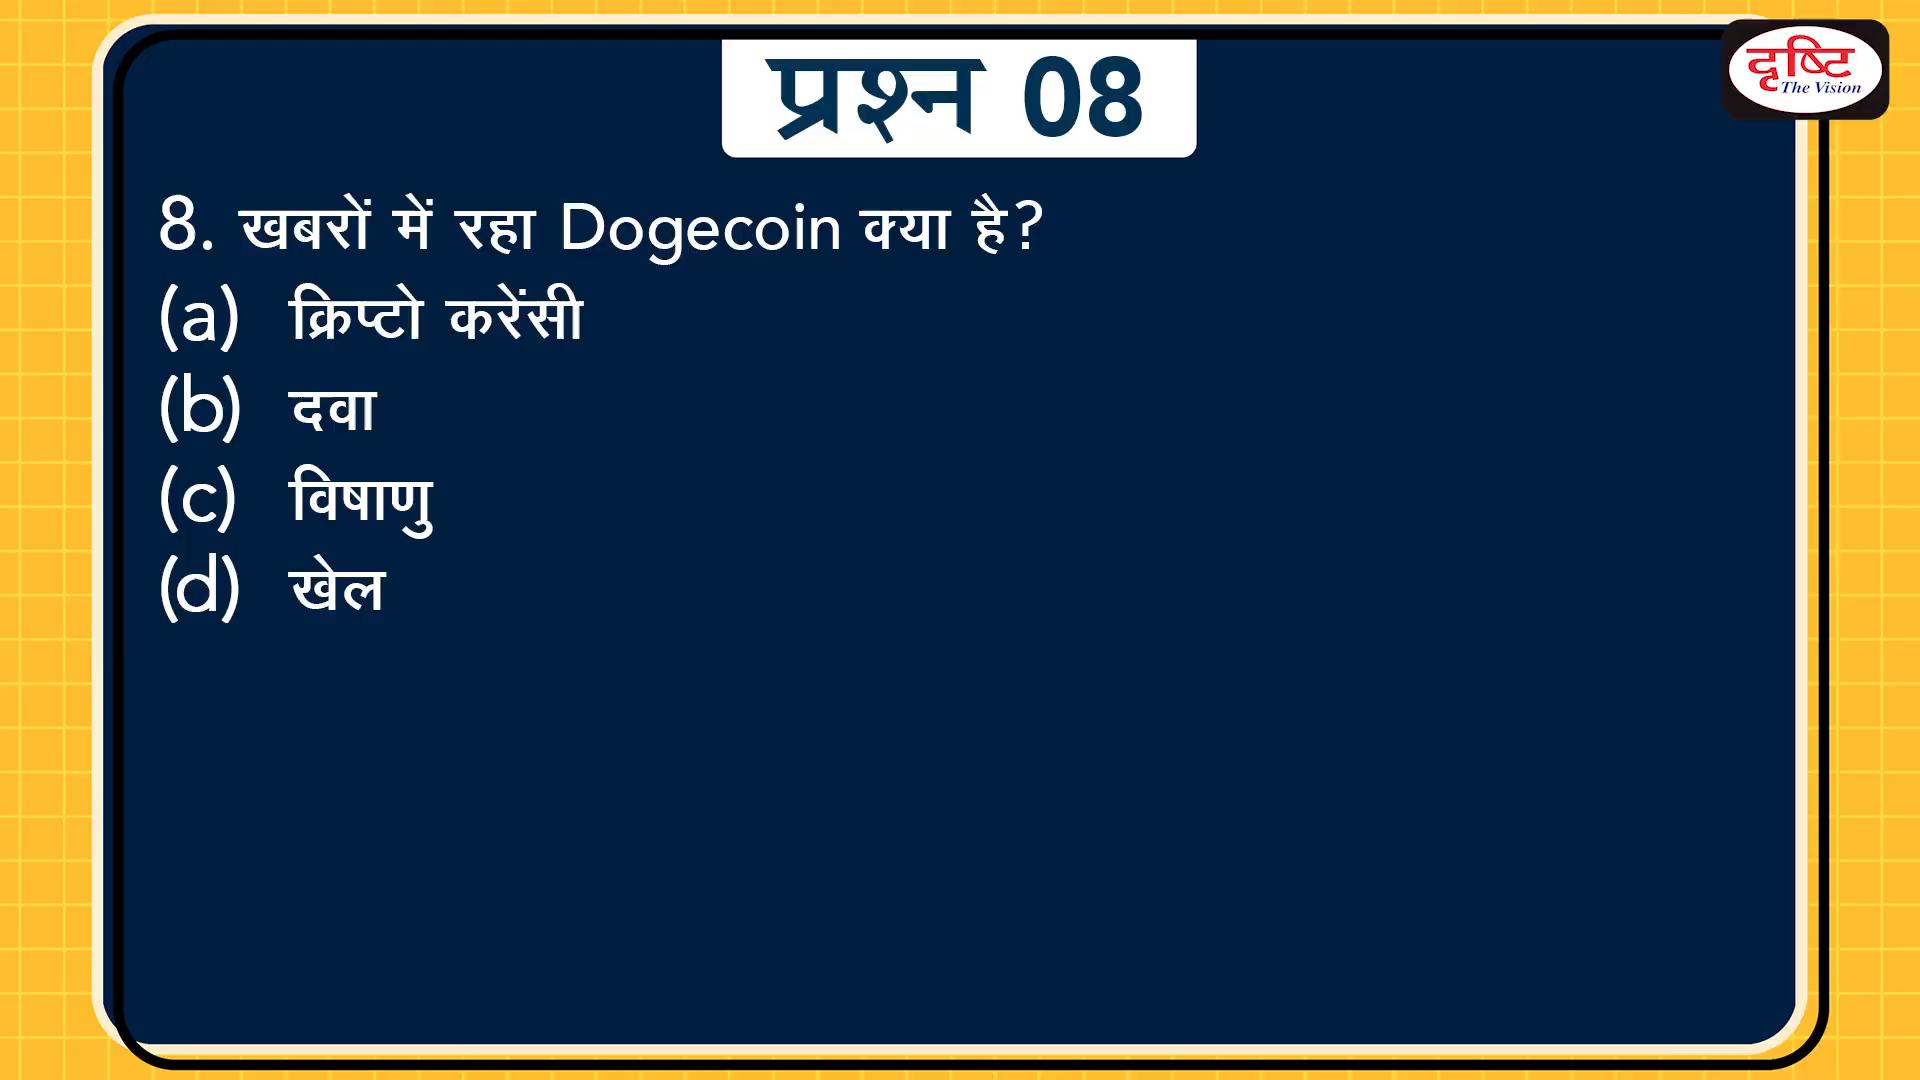 प्रश्न 08
दृष्टि
The Vision
8. खबरों में रहा Dogecoin क्या है?
(a) क्रिप्टो करेंसी
(b) दवा
(c) विषाणु
(d) खेल